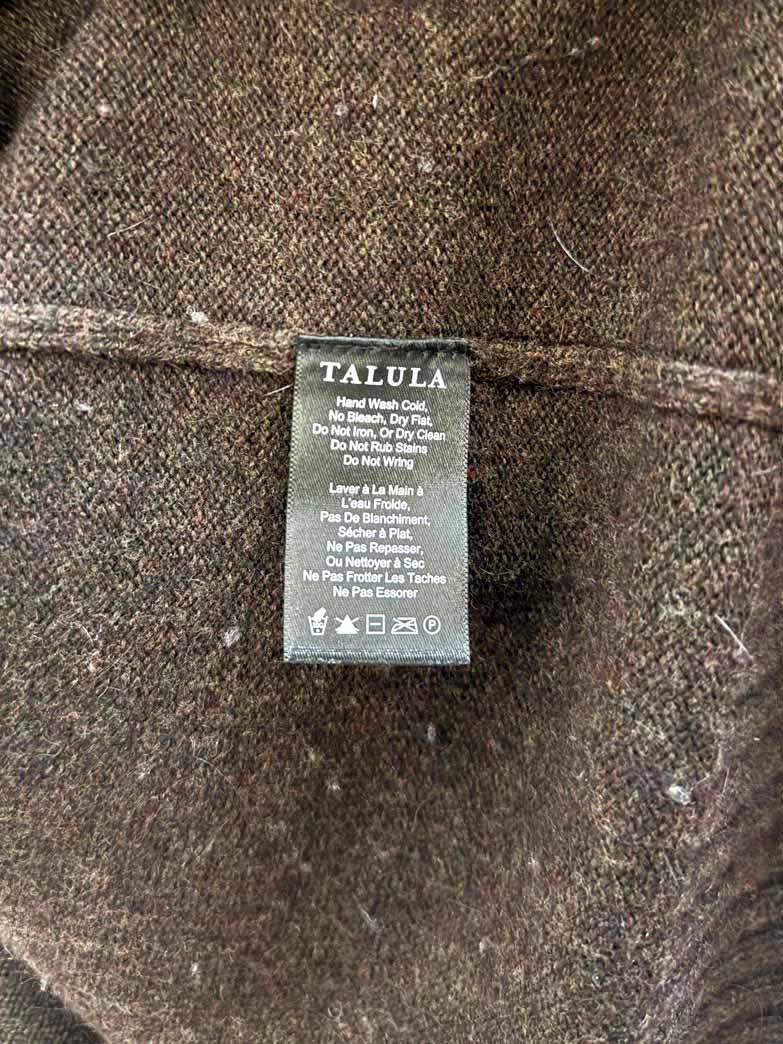 TALULA
Hand Wash Cold,
No Bleach, Dry Flat,
Do Not Iron, Or Dry Clean
Do Not Rub Stains
Do Not Wring
Laver à La Main à
L'eau Froide,
Pas De Blanchiment,
Sécher à Plat,
Ne Pas Repasser,
Ou Nettoyer à Sec
Ne Pas Frotter Les Taches
Ne Pas Essorer
P